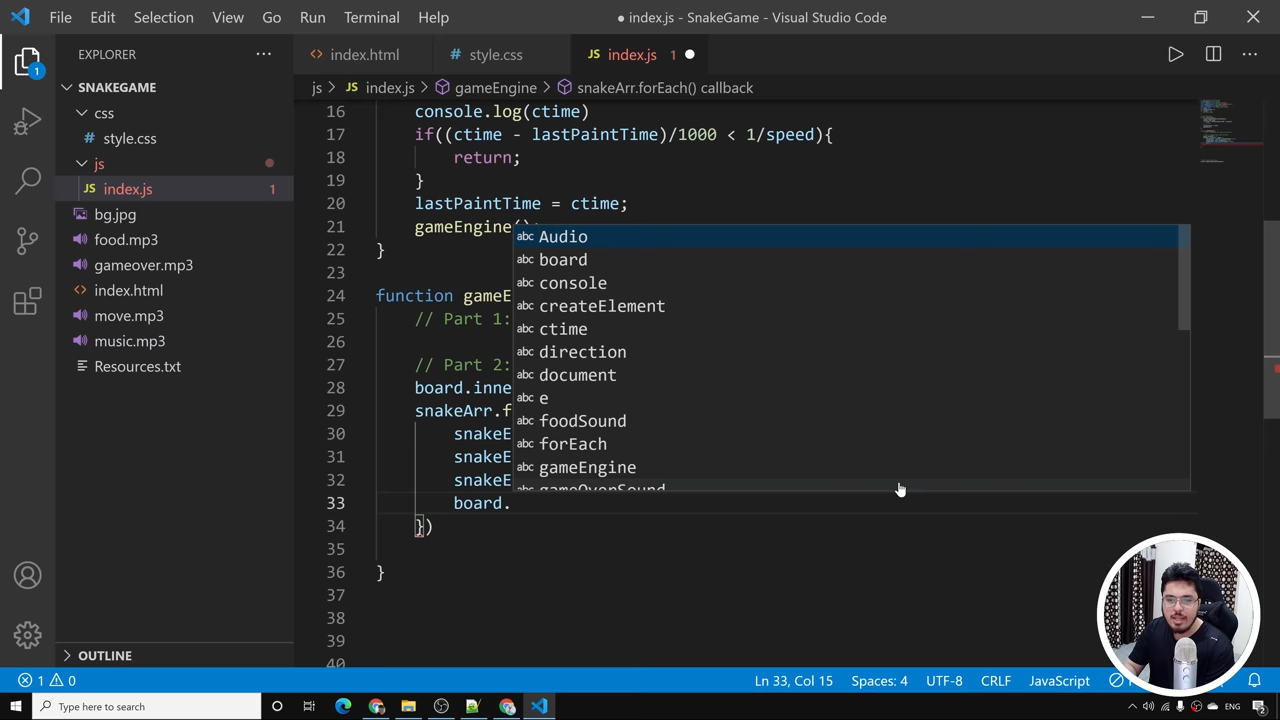 File Edit Selection View Go Run Terminal Help
● index.js - SnakeGame - Visual Studio Code
EXPLORER
index.html
style.css
index.js 1
1
SNAKEGAME
css
style.css
js
index.js 1
bg.jpg
food.mp3
gameover.mp3
index.html
move.mp3
music.mp3
Resources.txt
OUTLINE
js > index.js > gameEngine > snakeArr.forEach() callback
16 console.log(ctime)
17 if((ctime - lastPaintTime)/1000 < 1/speed){
18 return;
19 }
20 lastPaintTime = ctime;
21 gameEngine();
22 }
23
24 function gameE
25 // Part 1:
26
27 // Part 2:
28 board.inne
29 snakeArr.f
30 snakeE
31 snakeE
32 snakeE
33 board.
34 })
35
36 }
37
38
39
40
abc Audio
abc board
abc console
abc createElement
abc ctime
abc direction
abc document
abc e
abc foodSound
abc forEach
abc gameEngine
abc gameOverSound
1 0
Ln 33, Col 15 Spaces: 4 UTF-8 CRLF JavaScript
Type here to search
ENG
2